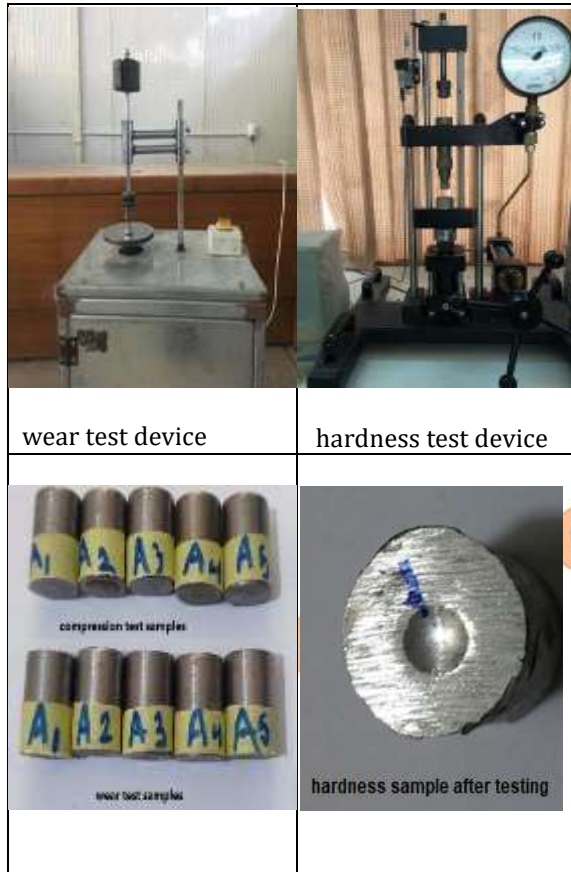 wear test device
hardness test device
A1 A2 A3 A4 A5
compression test samples
A1 A2 A3 A4 A5
wear test samples
hardness sample after testing